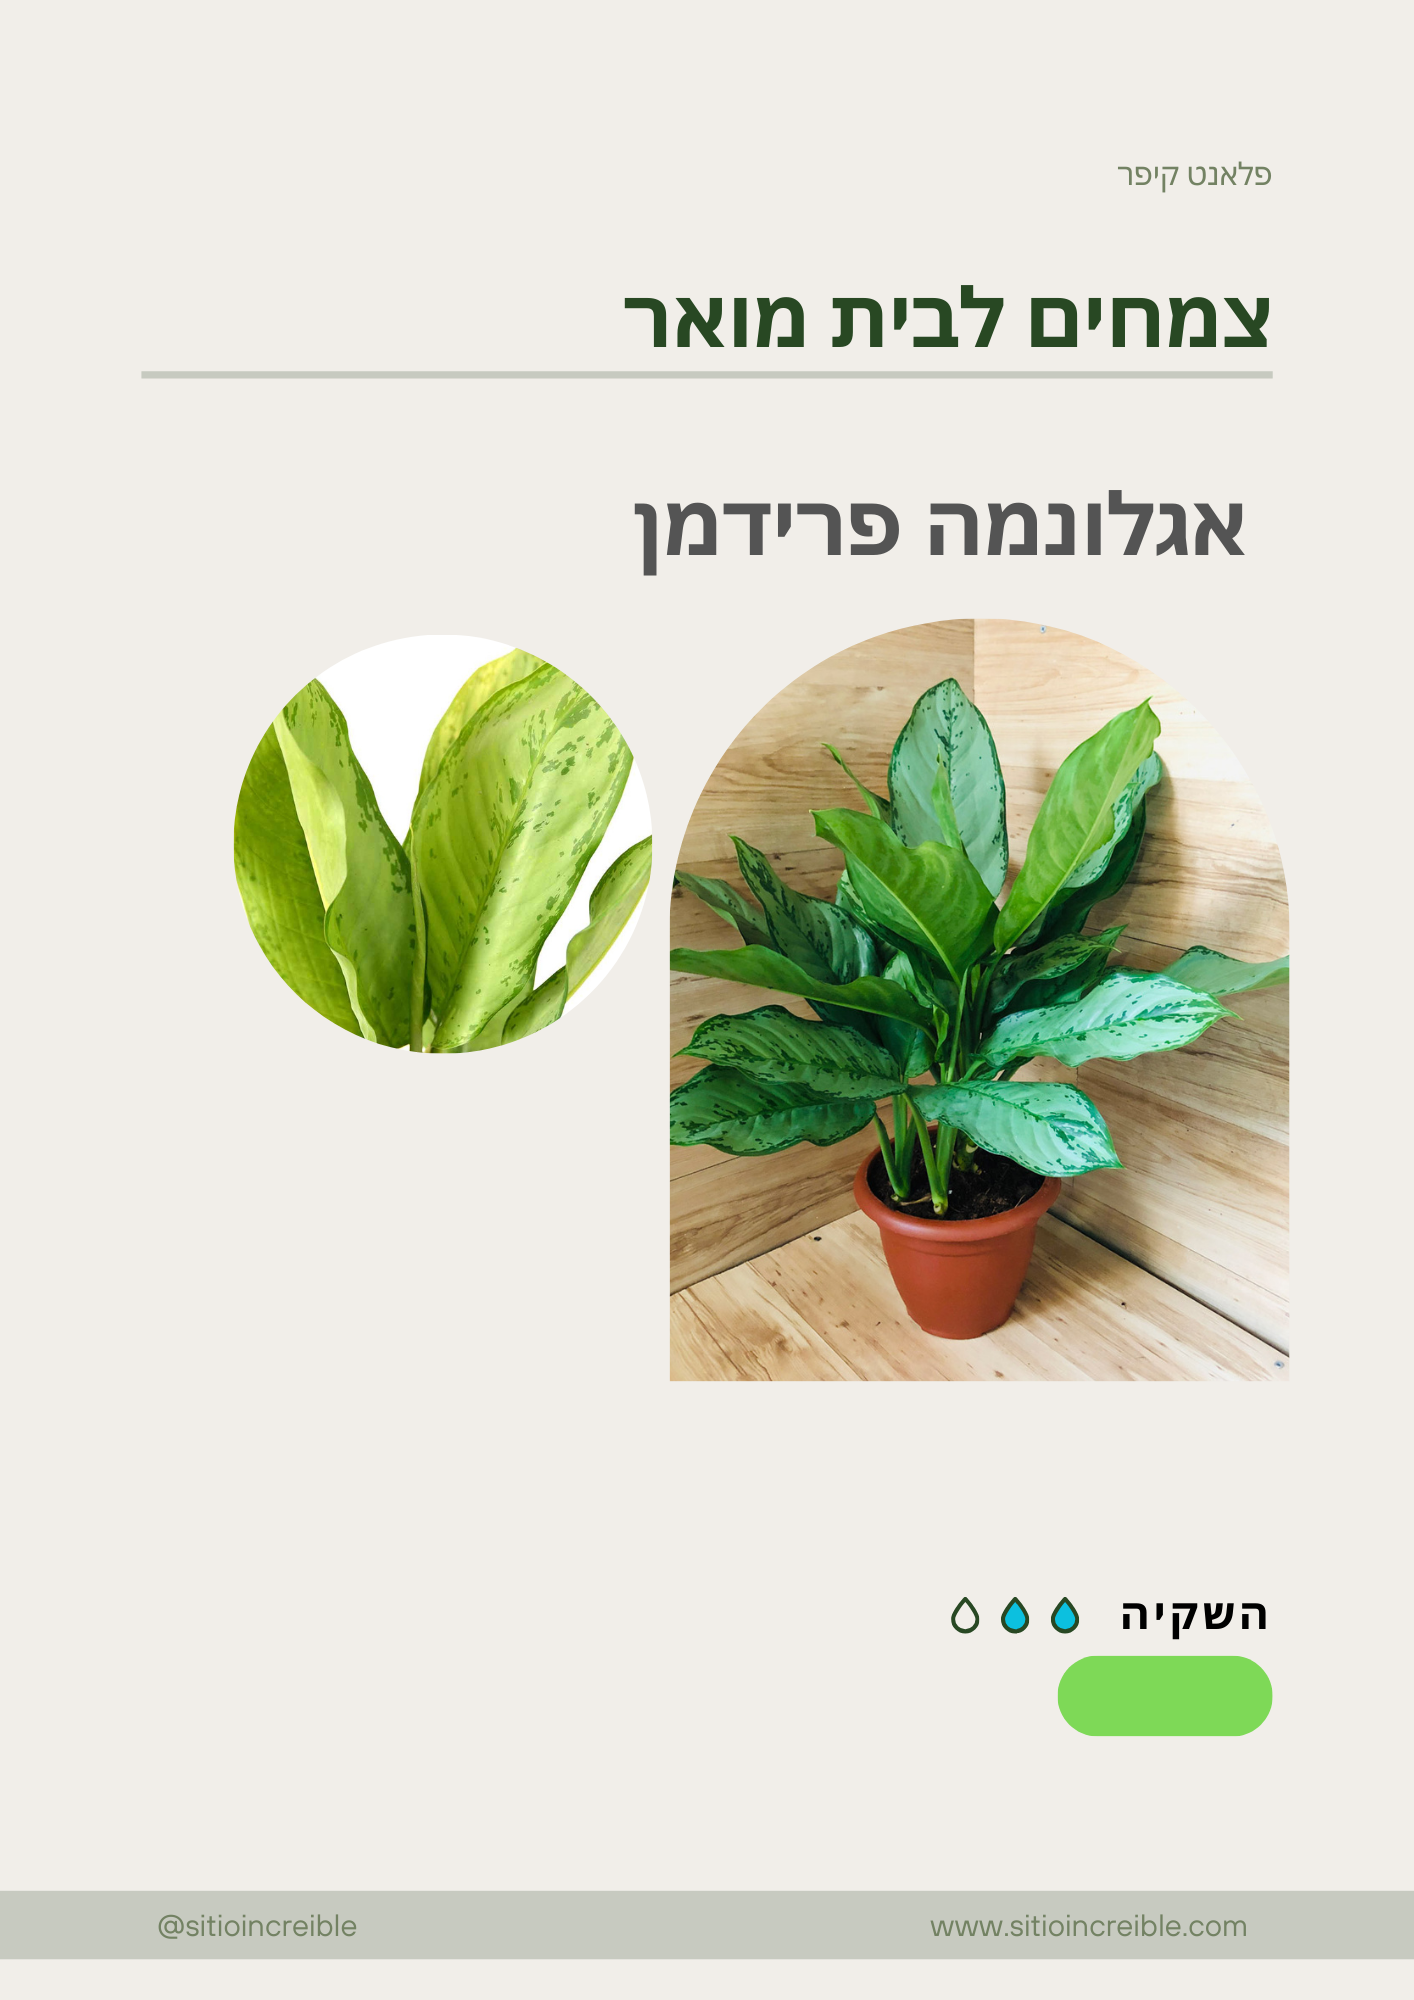 פלאנט קיפר
צמחים לבית מואר
אגלונמה פרידמן
השקיה
@sitioincreible
www.sitioincreible.com